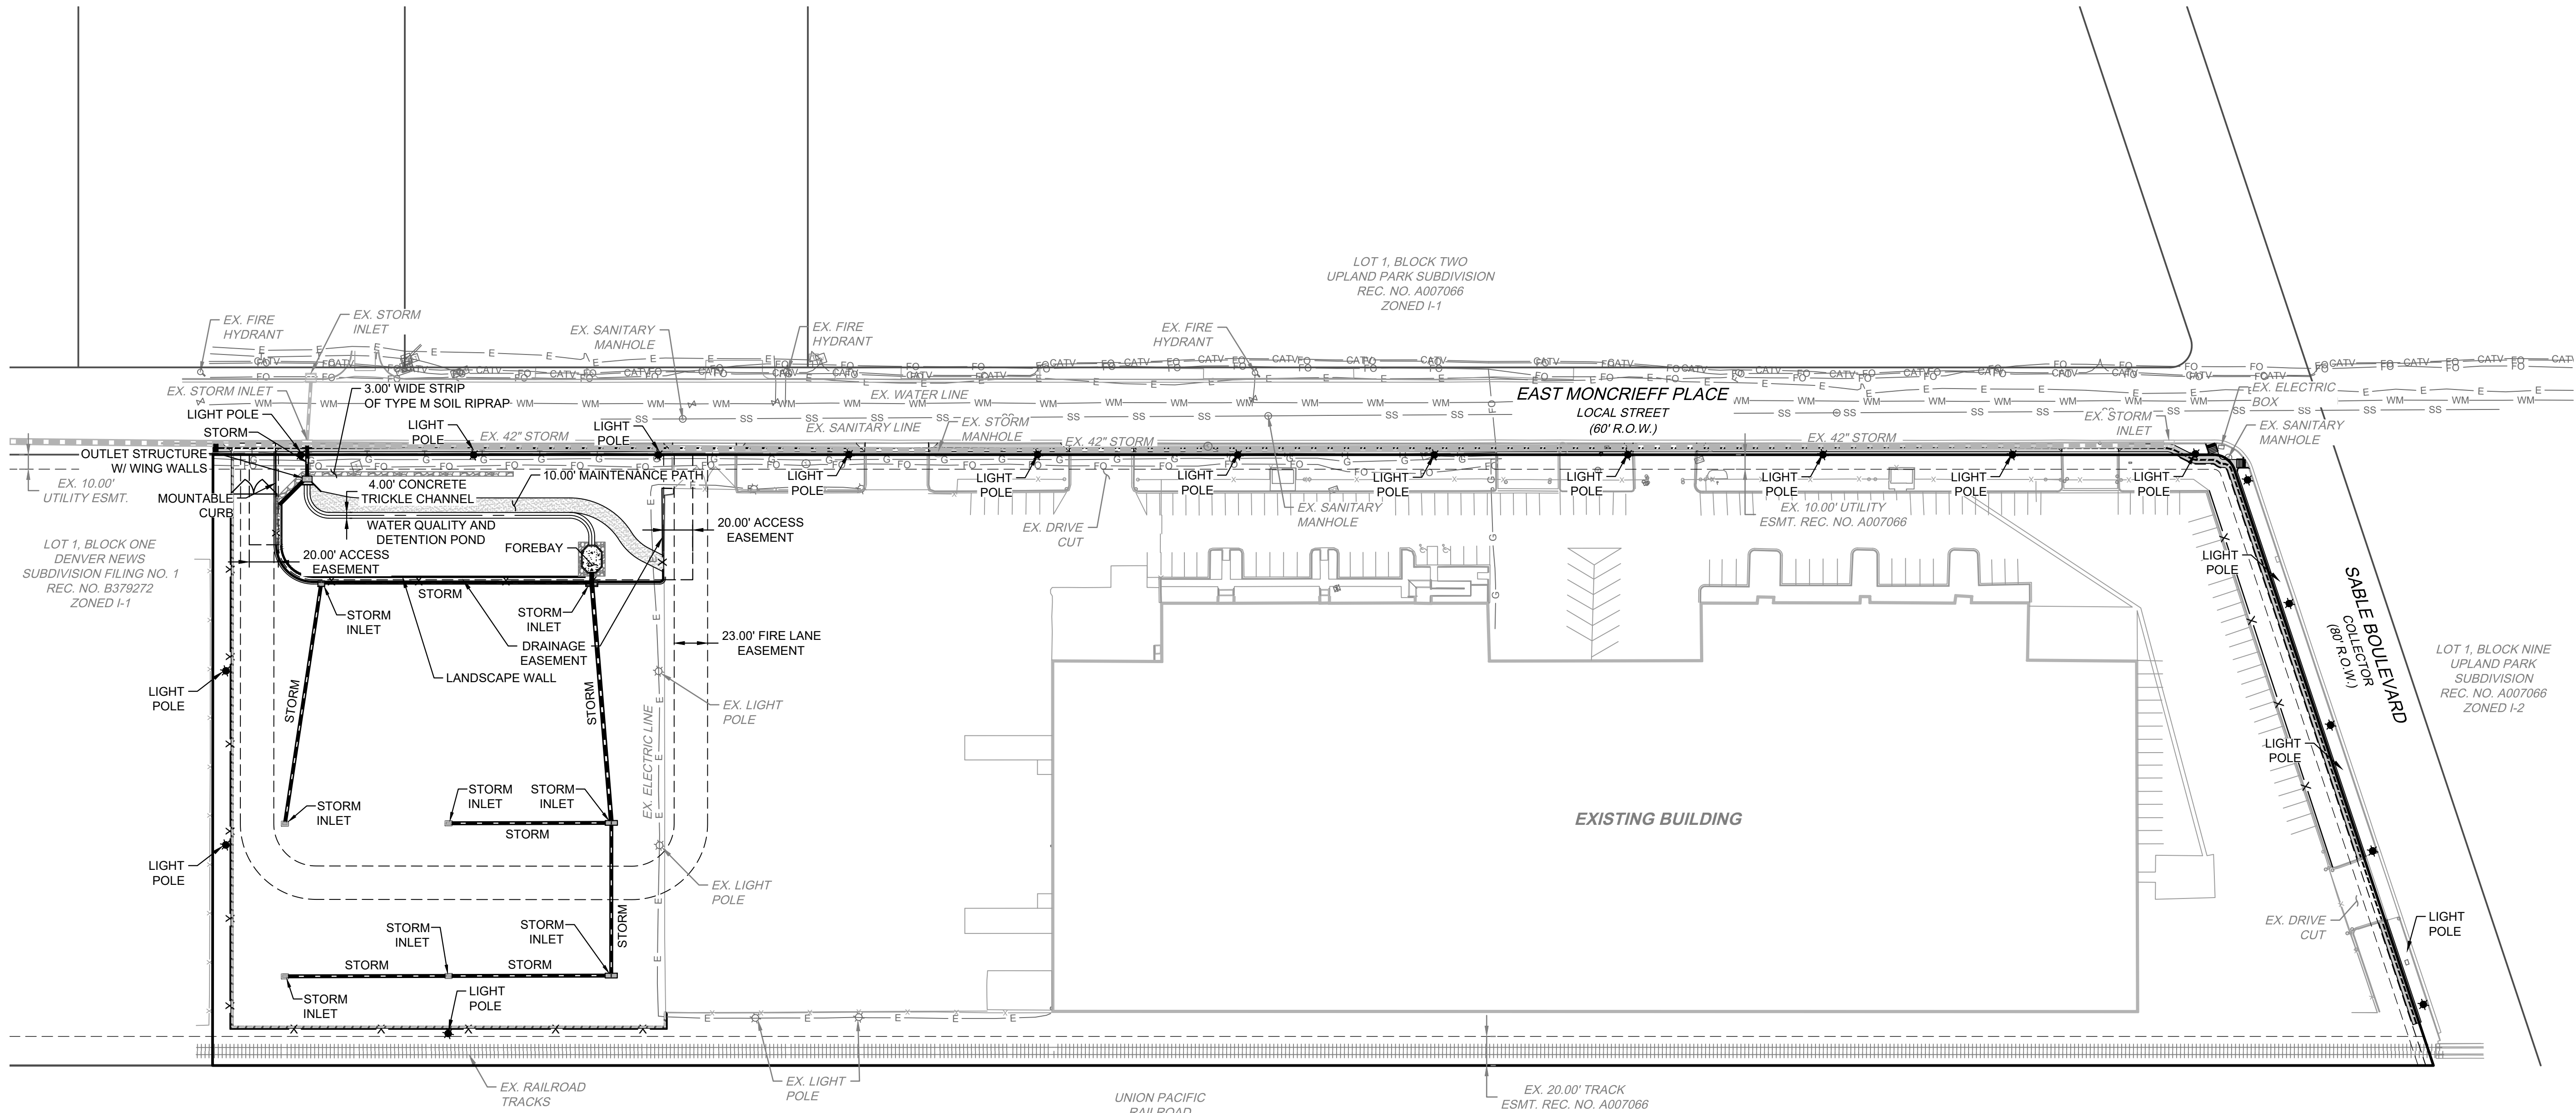 LOT 1, BLOCK TWO
UPLAND PARK SUBDIVISION
REC. NO. A007066
ZONED I-1
EX. FIRE
HYDRANT
EX. STORM
INLET
EX. SANITARY
MANHOLE
EX. FIRE
HYDRANT
EX. FIRE
HYDRANT
EX. STORM INLET
3.00' WIDE STRIP
OF TYPE M SOIL RIPRAP
EX. WATER LINE
EAST MONCRIEFF PLACE
LOCAL STREET
(60' R.O.W.)
EX. ELECTRIC
BOX
EX. STORM
INLET
EX. SANITARY
MANHOLE
LIGHT POLE
STORM
LIGHT
POLE
EX. 42" STORM
LIGHT
POLE
EX. SANITARY LINE
EX. STORM
MANHOLE
EX. 42" STORM
EX. 42" STORM
OUTLET STRUCTURE
W/ WING WALLS
EX. 10.00'
UTILITY ESMT.
MOUNTABLE
CURB
4.00' CONCRETE
TRICKLE CHANNEL
10.00' MAINTENANCE PATH
LIGHT
POLE
LIGHT
POLE
LIGHT
POLE
LIGHT
POLE
LIGHT
POLE
LIGHT
POLE
LIGHT
POLE
LIGHT
POLE
WATER QUALITY AND
DETENTION POND
20.00' ACCESS
EASEMENT
EX. DRIVE
CUT
EX. SANITARY
MANHOLE
EX. 10.00' UTILITY
ESMT. REC. NO. A007066
LOT 1, BLOCK ONE
DENVER NEWS
SUBDIVISION FILING NO. 1
REC. NO. B379272
ZONED I-1
20.00' ACCESS
EASEMENT
FOREBAY
STORM
STORM
INLET
STORM
INLET
DRAINAGE
EASEMENT
LANDSCAPE WALL
23.00' FIRE LANE
EASEMENT
LIGHT
POLE
SABLE BOULEVARD
COLLECTOR
(80' R.O.W.)
LOT 1, BLOCK NINE
UPLAND PARK
SUBDIVISION
REC. NO. A007066
ZONED I-2
LIGHT
POLE
STORM
STORM
EX. ELECTRIC LINE
EX. LIGHT
POLE
LIGHT
POLE
STORM
INLET
STORM
INLET
STORM
INLET
STORM
EXISTING BUILDING
LIGHT
POLE
EX. LIGHT
POLE
STORM
INLET
STORM
INLET
STORM
EX. DRIVE
CUT
LIGHT
POLE
STORM
STORM
STORM
INLET
LIGHT
POLE
EX. RAILROAD
TRACKS
EX. LIGHT
POLE
UNION PACIFIC
RAILROAD
EX. 20.00' TRACK
ESMT. REC. NO. A007066